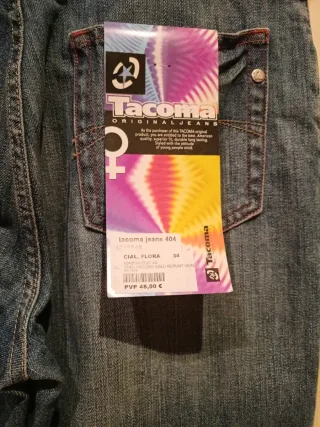 Tacoma
ORIGINAL JEANS
As the purchaser of this TACOMA original
product, you are entitled to the best. American
quality, superior fit, durable long lasting.
Styled with the attitude
of young people mind.
Tacoma
tacoma jeans 404
CIAL. FLORA 34
PVP 46,00 €